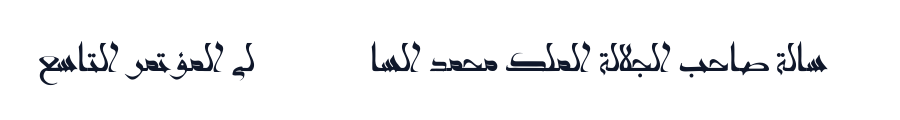 سالة صاحب الجلالة الملك محمد السا لى المؤتمر التاسع